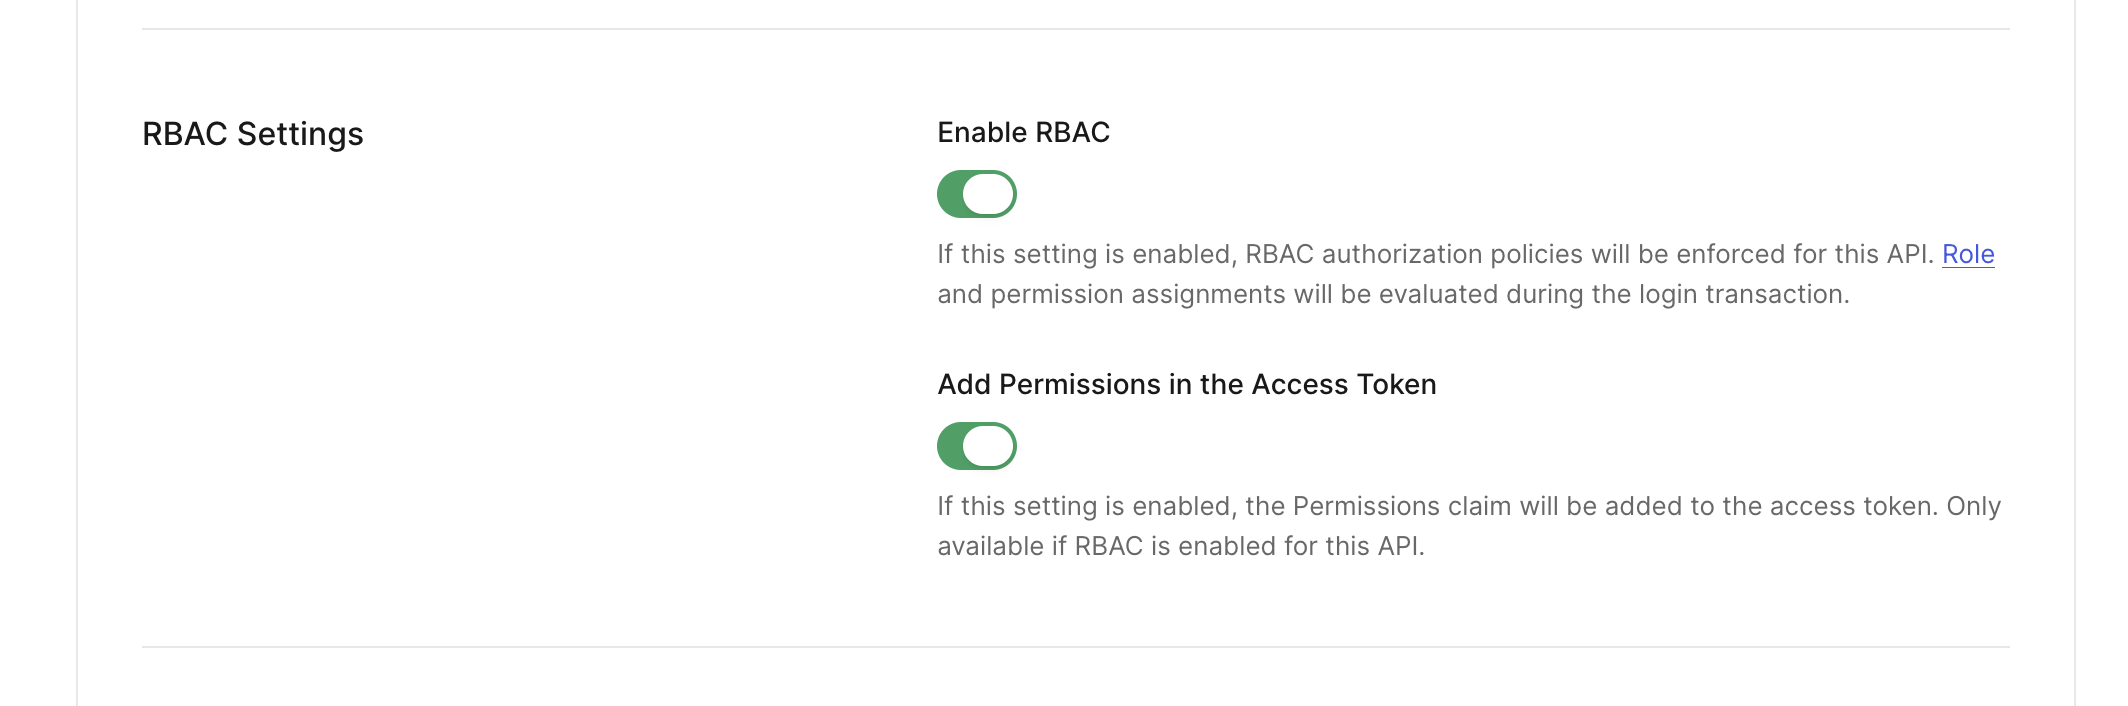 RBAC Settings
Enable RBAC
If this setting is enabled, RBAC authorization policies will be enforced for this API. Role
and permission assignments will be evaluated during the login transaction.
Add Permissions in the Access Token
If this setting is enabled, the Permissions claim will be added to the access token. Only
available if RBAC is enabled for this API.